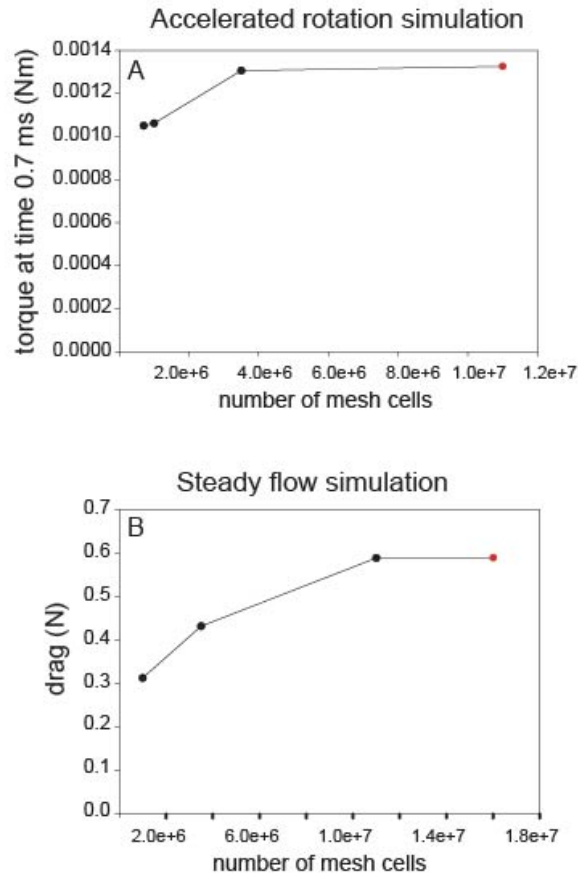 Accelerated rotation simulation
A
torque at time 0.7 ms (Nm)
0.0014
0.0012
0.0010
0.0008
0.0006
0.0004
0.0002
0.0000
2.0e+6 4.0e+6 6.0e+6 8.0e+6 1.0e+7 1.2e+7
number of mesh cells
Steady flow simulation
B
drag (N)
0.7
0.6
0.5
0.4
0.3
0.2
0.1
0.0
2.0e+6 6.0e+6 1.0e+7 1.4e+7 1.8e+7
number of mesh cells